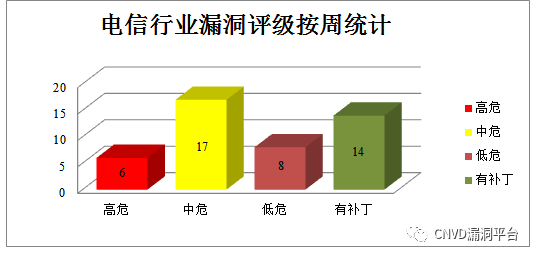 电信行业漏洞评级按周统计
20
15
10
5
0
6
17
8
14
高危
中危
低危
有补丁
高危
中危
低危
有补丁
CNVD漏洞平台